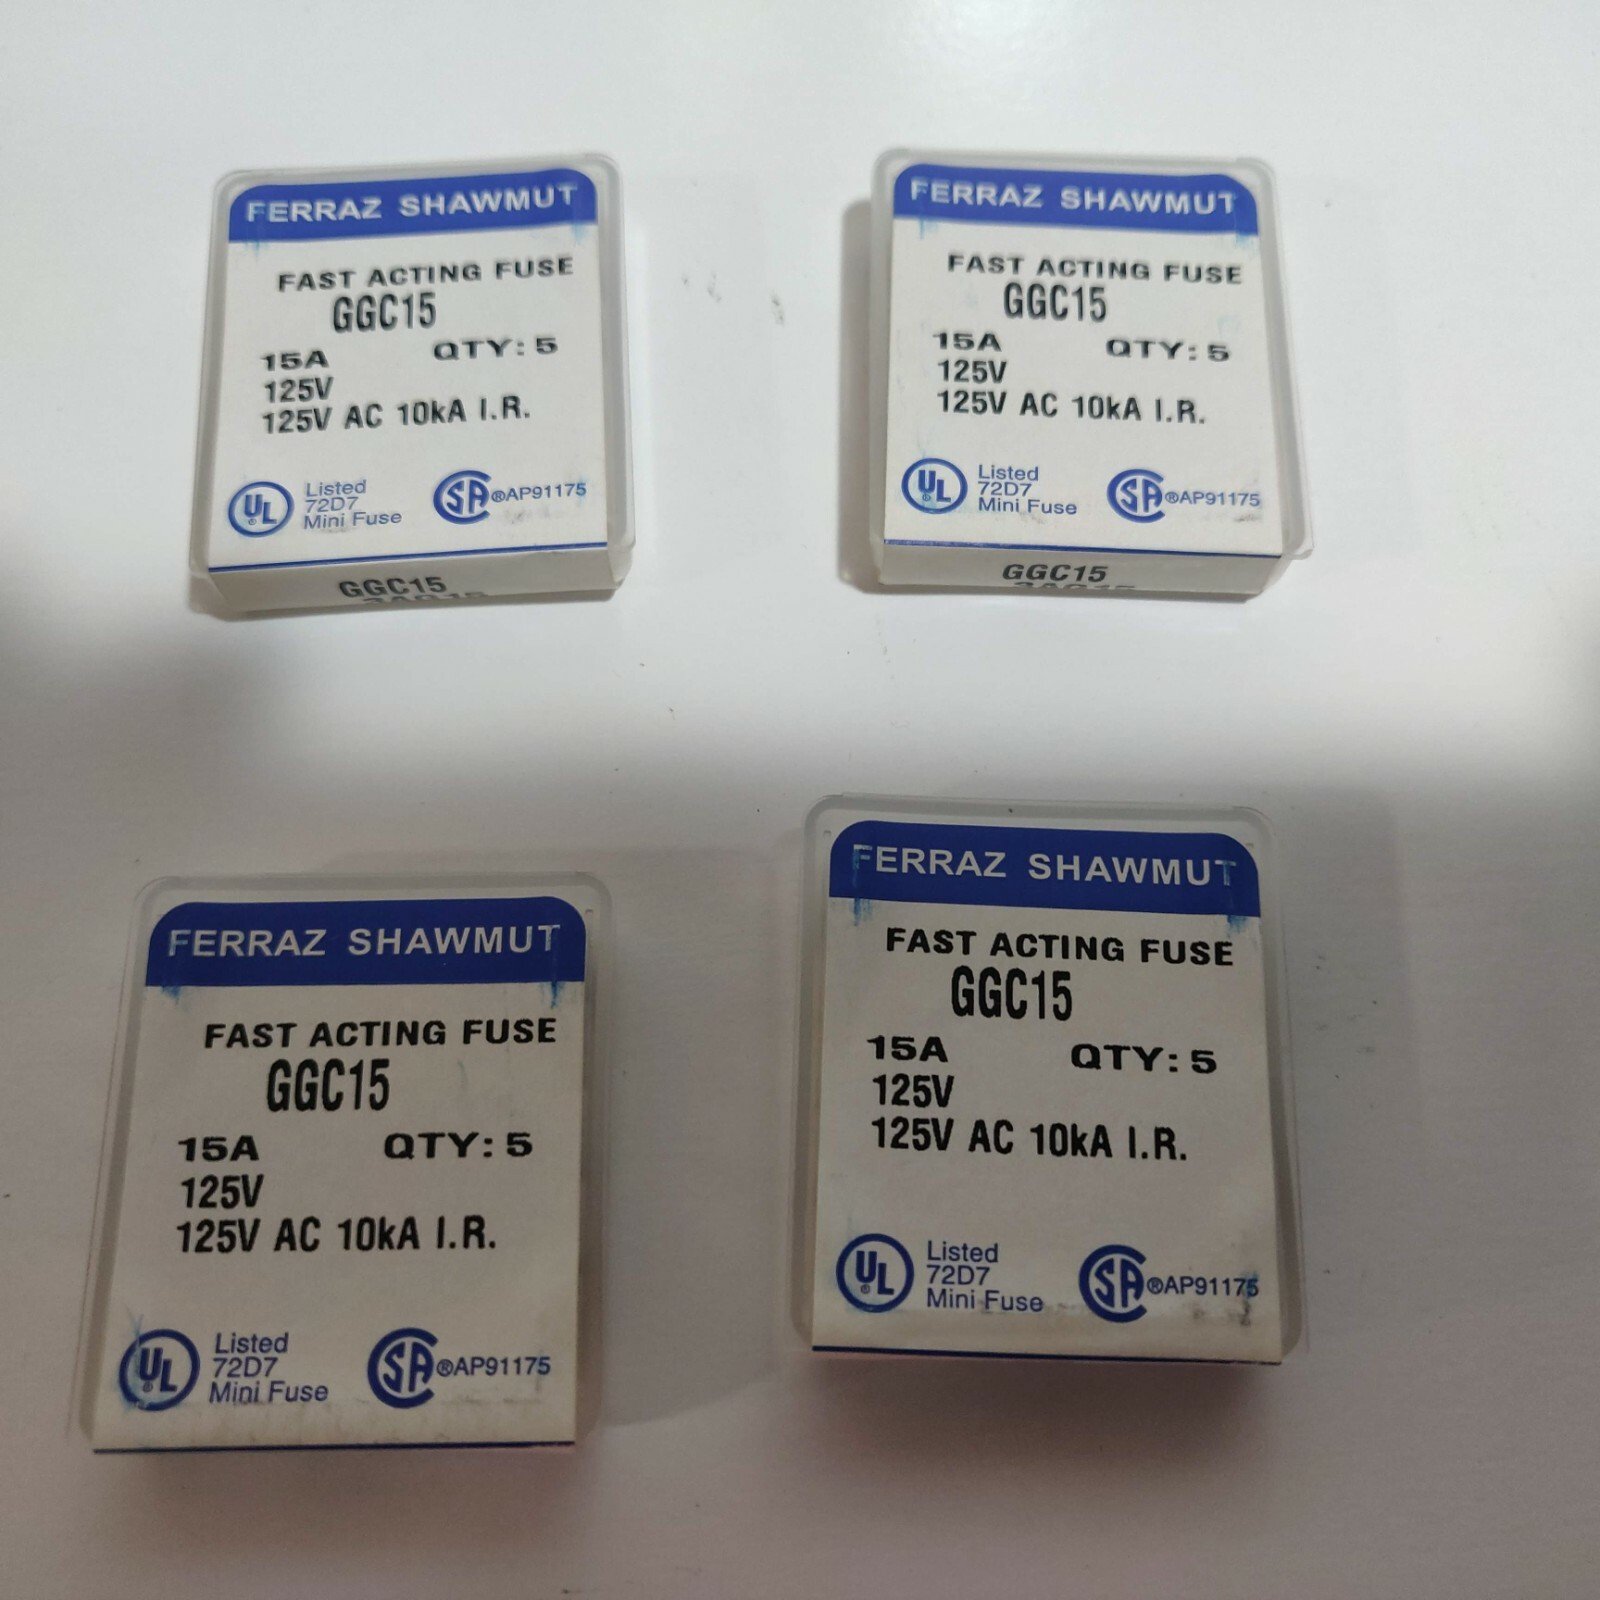 FERRAZ SHAWMUT
FAST ACTING FUSE
GGC15
15A QTY: 5
125V
125V AC 10kA I.R.
UL Listed
72D7
Mini Fuse
SA ®AP91175
GGC15
FERRAZ SHAWMUT
FAST ACTING FUSE
GGC15
15A QTY: 5
125V
125V AC 10kA I.R.
UL Listed
72D7
Mini Fuse
SA ®AP91175
GGC15
FERRAZ SHAWMUT
FAST ACTING FUSE
GGC15
15A QTY: 5
125V
125V AC 10kA I.R.
UL Listed
72D7
Mini Fuse
SA ®AP91175
FERRAZ SHAWMUT
FAST ACTING FUSE
GGC15
15A QTY: 5
125V
125V AC 10kA I.R.
UL Listed
72D7
Mini Fuse
SA ®AP91175